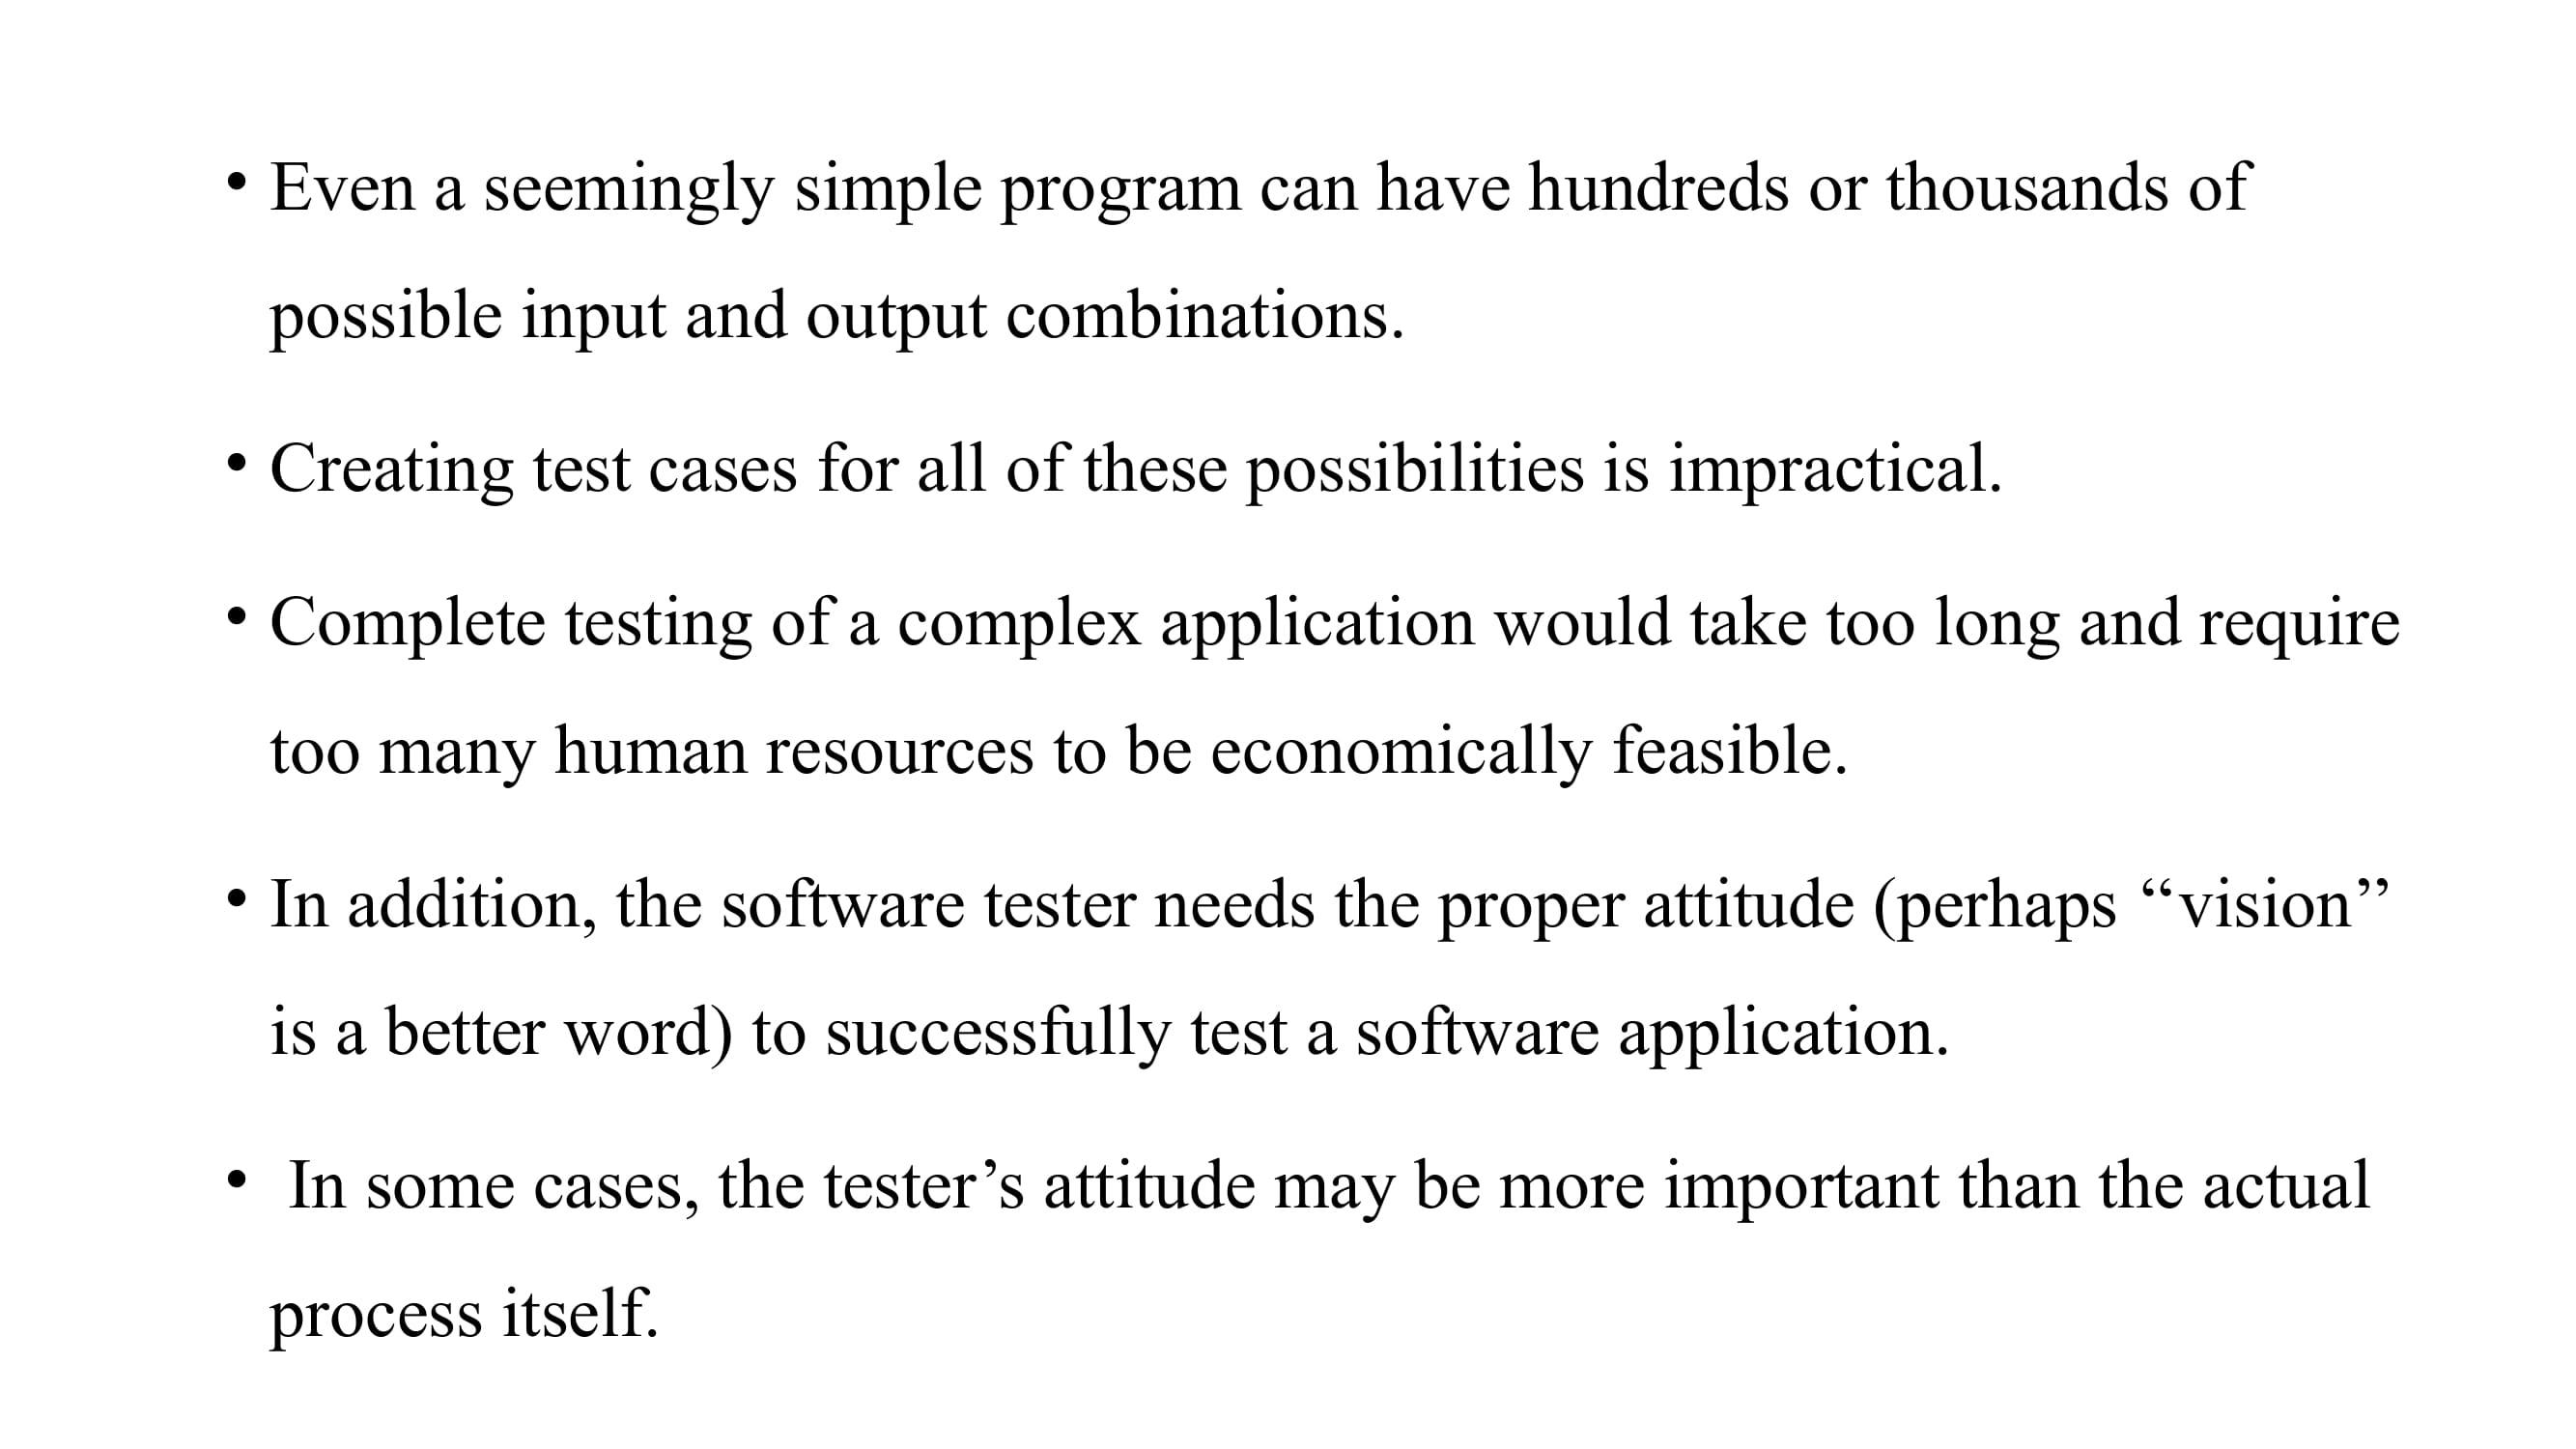 • Even a seemingly simple program can have hundreds or thousands of
possible input and output combinations.
• Creating test cases for all of these possibilities is impractical.
• Complete testing of a complex application would take too long and require
too many human resources to be economically feasible.
• In addition, the software tester needs the proper attitude (perhaps ‘‘vision’’
is a better word) to successfully test a software application.
• In some cases, the tester’s attitude may be more important than the actual
process itself.